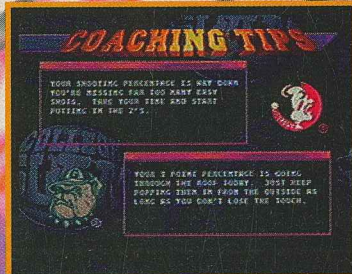 COACHING TIPS
YOUR SHOOTING PERCENTAGE IS WAY DOWN
YOU'RE MISSING FAR TOO MANY EASY
SHOTS. TAKE YOUR TIME AND START
PUTTING IN THE 2'S.
YOUR 3 POINT PERCENTAGE IS GOING
THROUGH THE ROOF TODAY. JUST KEEP
POPPING THEM IN FROM THE OUTSIDE AS
LONG AS YOU DON'T LOSE THE TOUCH.